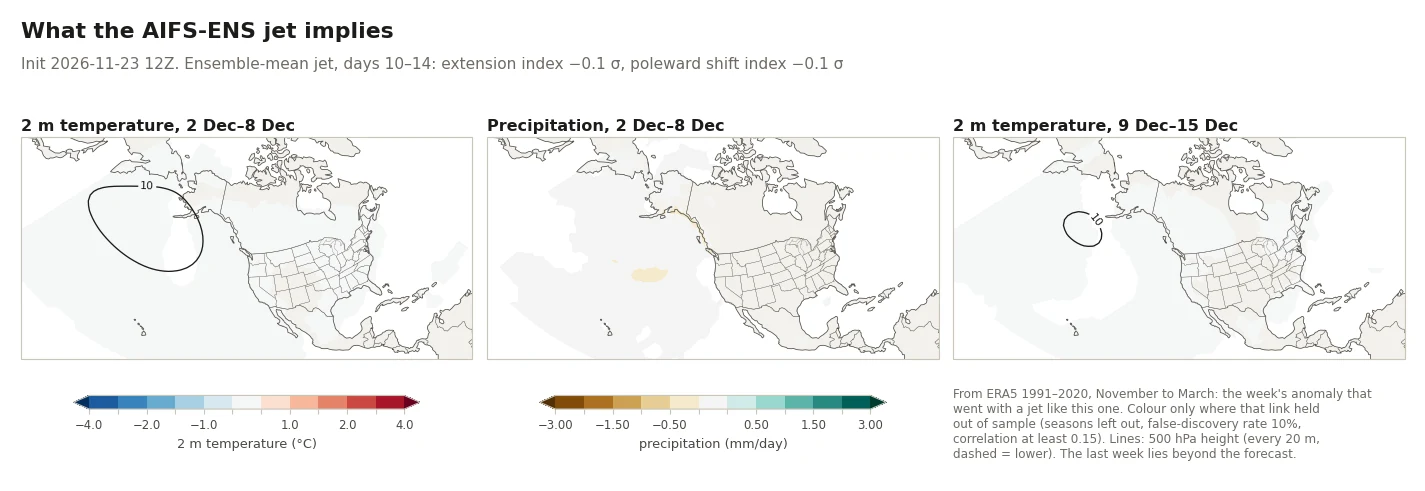 What the AIFS-ENS jet implies
Init 2026-11-23 12Z. Ensemble-mean jet, days 10–14: extension index −0.1 σ, poleward shift index −0.1 σ
2 m temperature, 2 Dec–8 Dec
Precipitation, 2 Dec–8 Dec
2 m temperature, 9 Dec–15 Dec
10
10
−4.0 −2.0 −1.0 1.0 2.0 4.0
2 m temperature (°C)
−3.00 −1.50 −0.50 0.50 1.50 3.00
precipitation (mm/day)
From ERA5 1991–2020, November to March: the week's anomaly that
went with a jet like this one. Colour only where that link held
out of sample (seasons left out, false-discovery rate 10%,
correlation at least 0.15). Lines: 500 hPa height (every 20 m,
dashed = lower). The last week lies beyond the forecast.